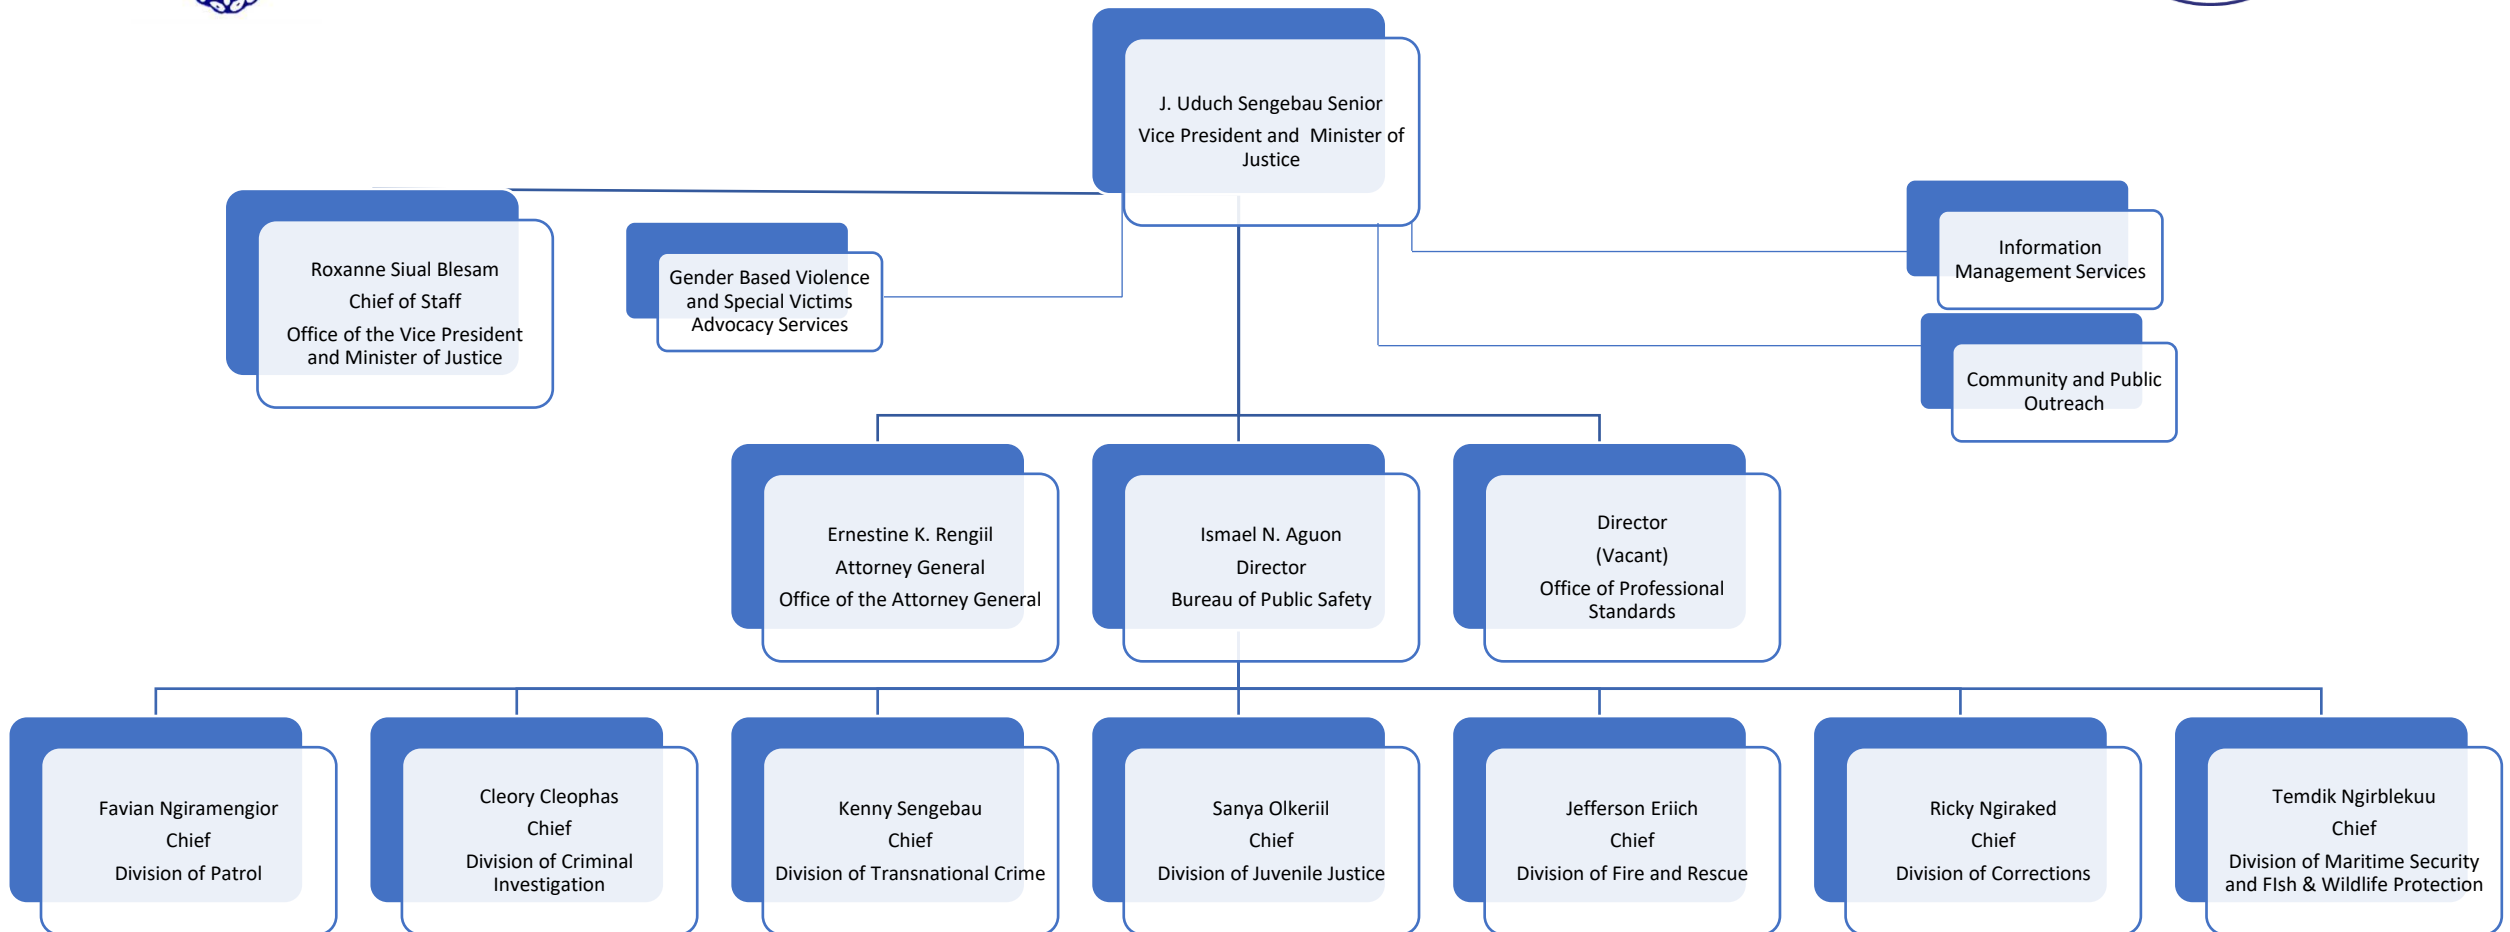 J. Uduch Sengebau Senior
Vice President and Minister of
Justice
Roxanne Siual Blesam
Chief of Staff
Office of the Vice President
and Minister of Justice
Gender Based Violence
and Special Victims
Advocacy Services
Information
Management Services
Community and Public
Outreach
Ernestine K. Rengiil
Attorney General
Office of the Attorney General
Ismael N. Aguon
Director
Bureau of Public Safety
Director
(Vacant)
Office of Professional
Standards
Favian Ngiramengior
Chief
Division of Patrol
Cleory Cleophas
Chief
Division of Criminal
Investigation
Kenny Sengebau
Chief
Division of Transnational Crime
Sanya Olkeriil
Chief
Division of Juvenile Justice
Jefferson Eriich
Chief
Division of Fire and Rescue
Ricky Ngiraked
Chief
Division of Corrections
Temdik Ngirblekuu
Chief
Division of Maritime Security
and FIsh & Wildlife Protection